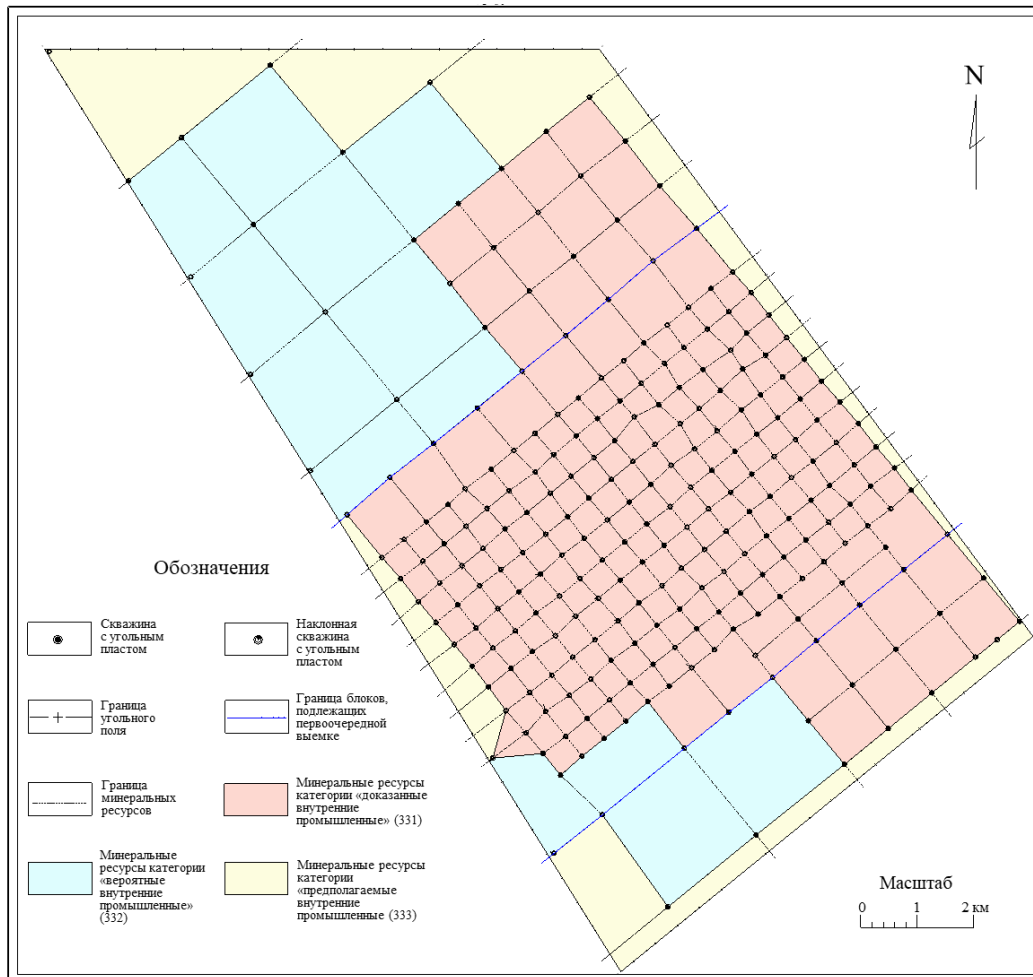 N
Обозначения
Скважина
с угольным
пластом
Наклонная
скважина
с угольным
пластом
Граница
угольного
поля
Граница блоков,
подлежащих
первоочередной
выемке
Граница
минеральных
ресурсов
Минеральные ресурсы
категории «доказанные
внутренние
промышленные» (331)
Минеральные
ресурсы категории
«вероятные
внутренние
промышленные»
(332)
Минеральные ресурсы
категории
«предполагаемые
внутренние
промышленные (333)
Масштаб
0 1 2 км